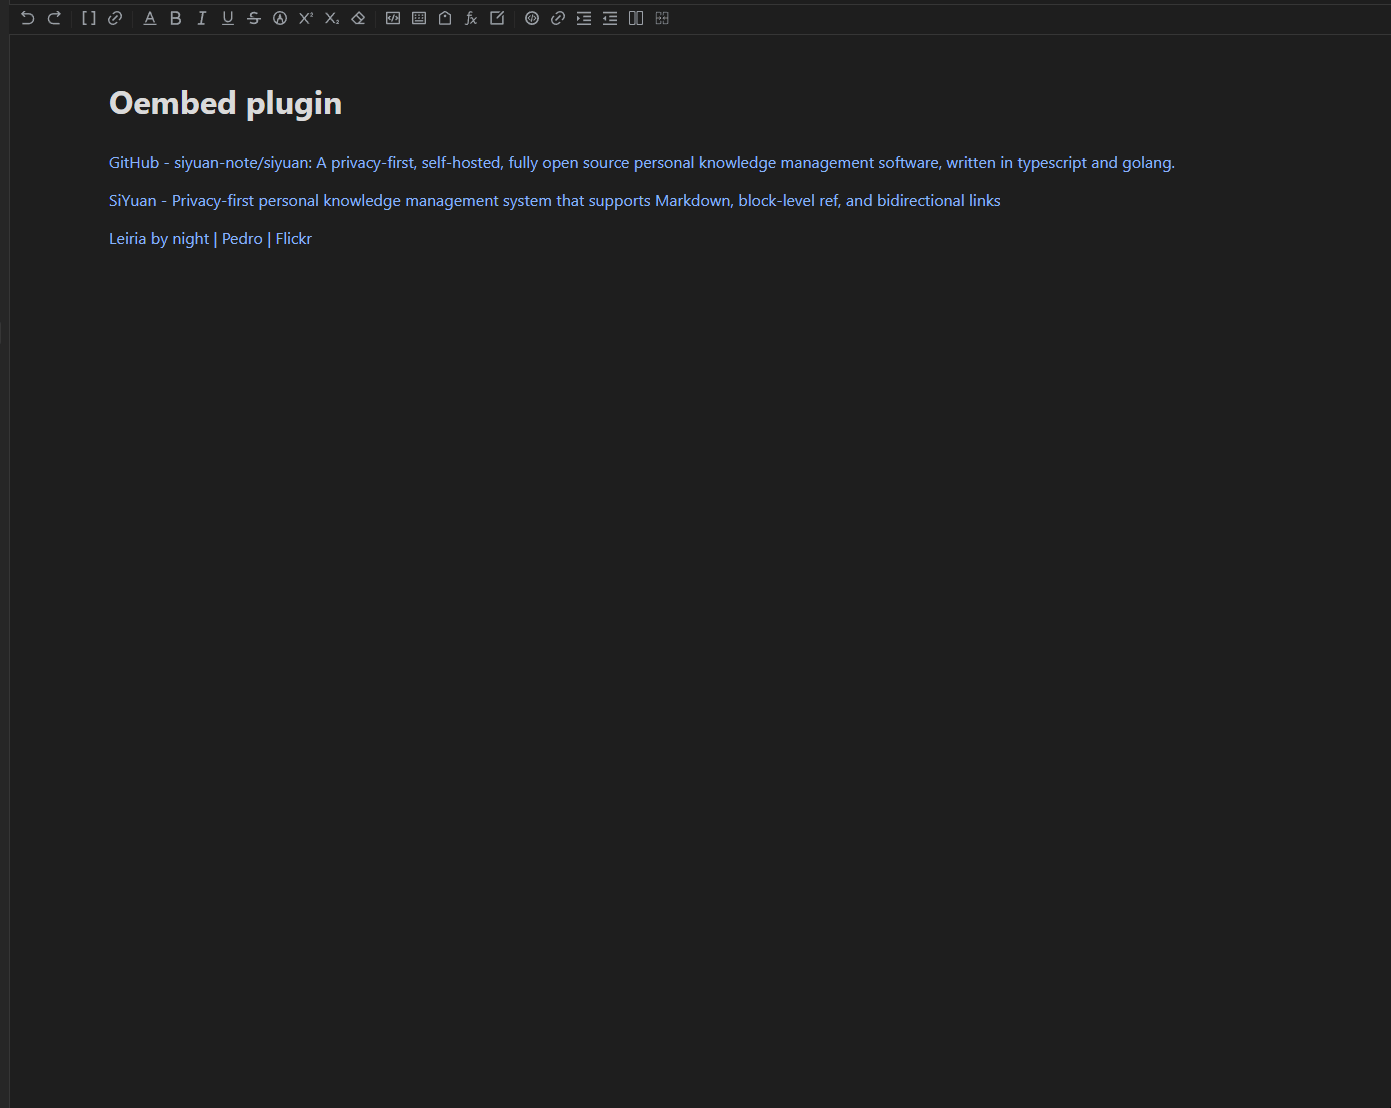 Oembed plugin
GitHub - siyuan-note/siyuan: A privacy-first, self-hosted, fully open source personal knowledge management software, written in typescript and golang.
SiYuan - Privacy-first personal knowledge management system that supports Markdown, block-level ref, and bidirectional links
Leiria by night | Pedro | Flickr